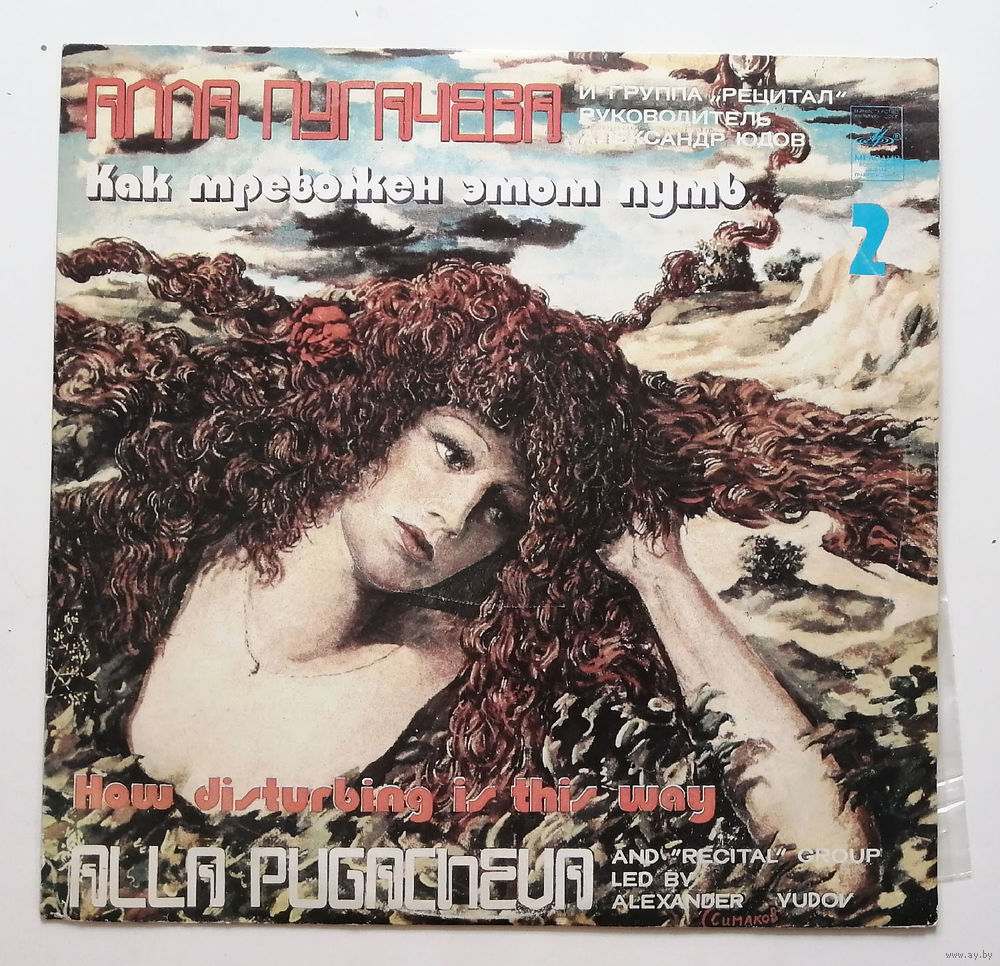 АЛЛА ПУГАЧЕВА
И ГРУППА „РЕЦИТАЛ"
РУКОВОДИТЕЛЬ
АЛЕКСАНДР ЮДОВ
МЕЛОДИЯ
Как тревожен этот путь
2
How disturbing is this way
ALLA PUGACHEVA
AND "RECITAL" GROUP
LED BY
ALEXANDER YUDOV
Симаков
www.ay.by